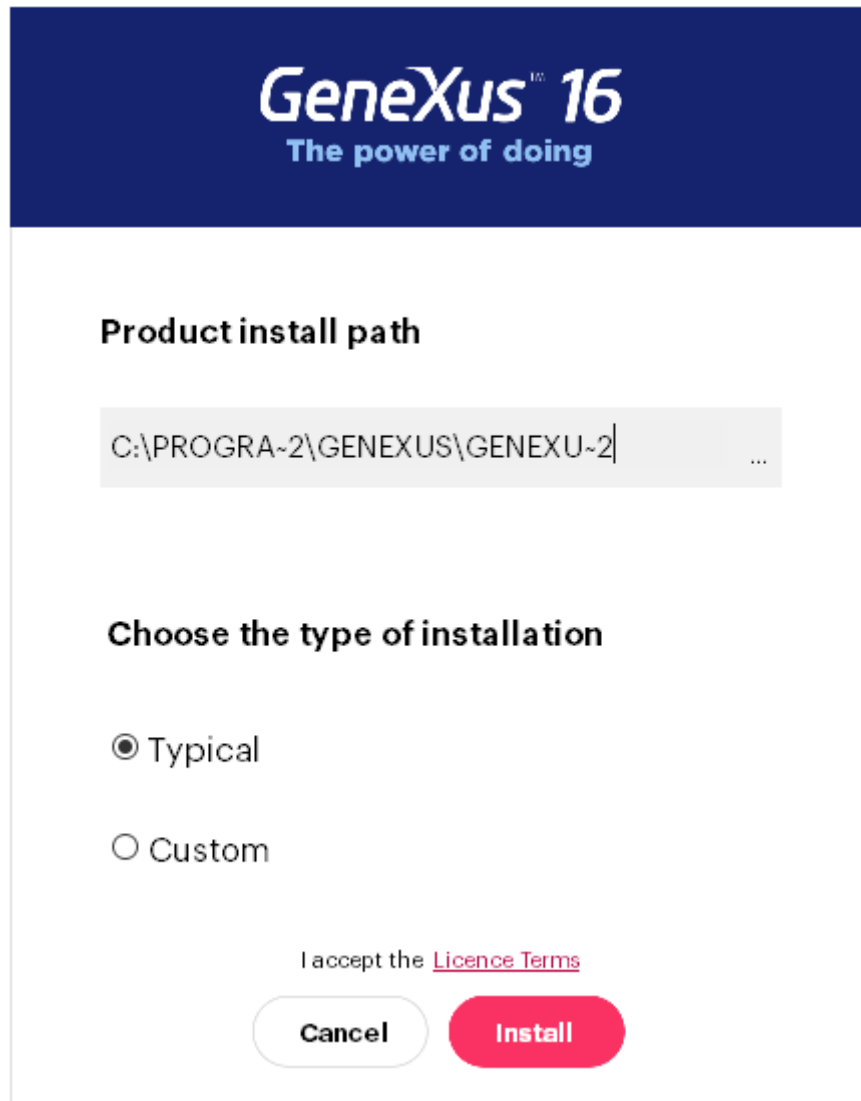 GeneXus™ 16
The power of doing
Product install path
C:\PROGRA~2\GENEXUS\GENEXU~2
...
Choose the type of installation
Typical
Custom
I accept the Licence Terms
Cancel Install